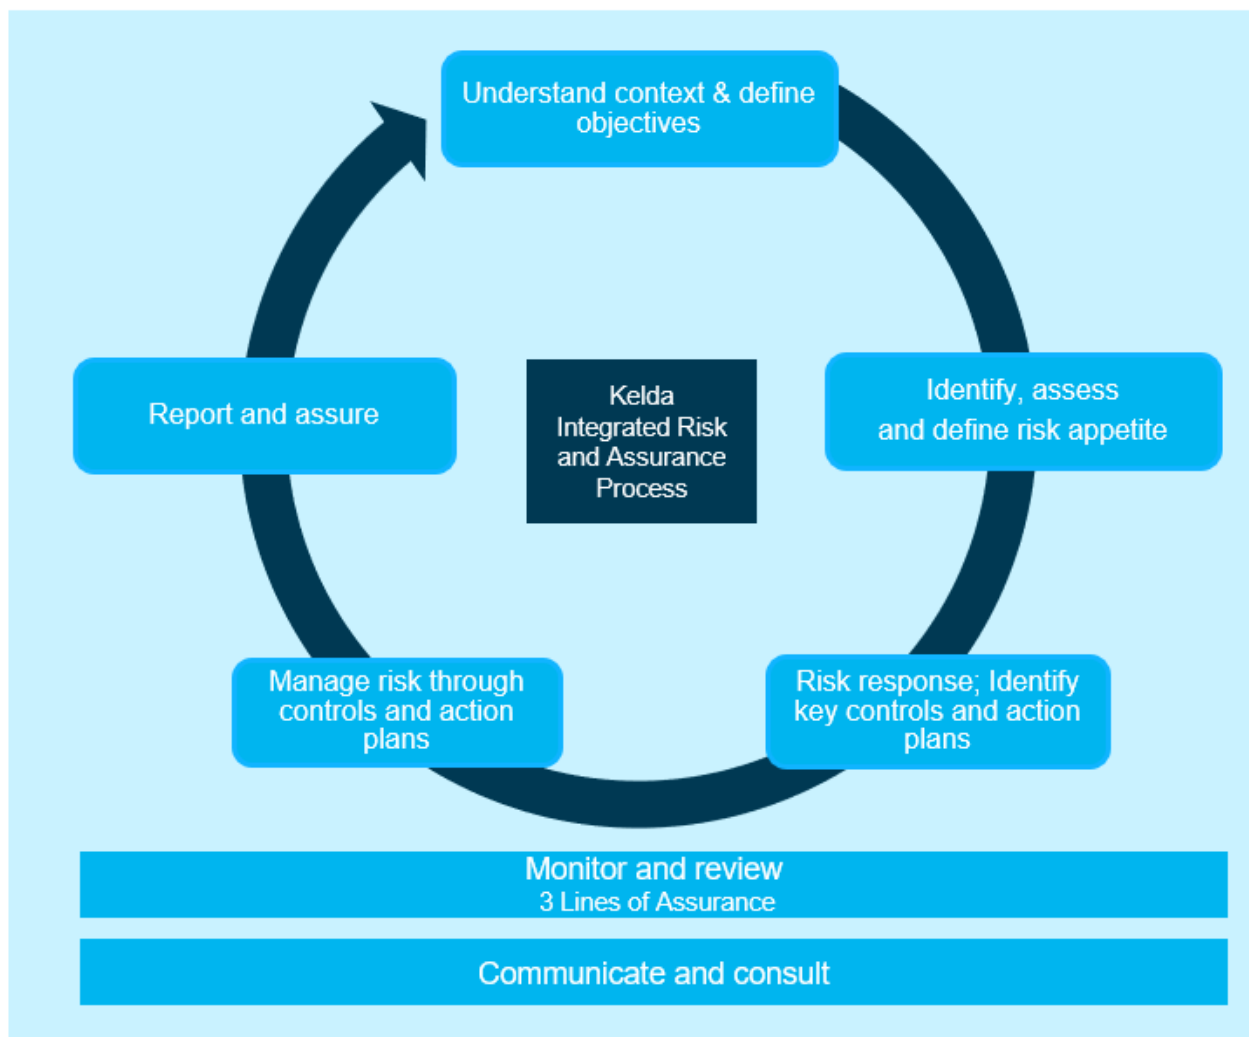 Understand context & define
objectives
Identify, assess
and define risk appetite
Risk response; Identify
key controls and action
plans
Manage risk through
controls and action
plans
Report and assure
Kelda
Integrated Risk
and Assurance
Process
Monitor and review
3 Lines of Assurance
Communicate and consult